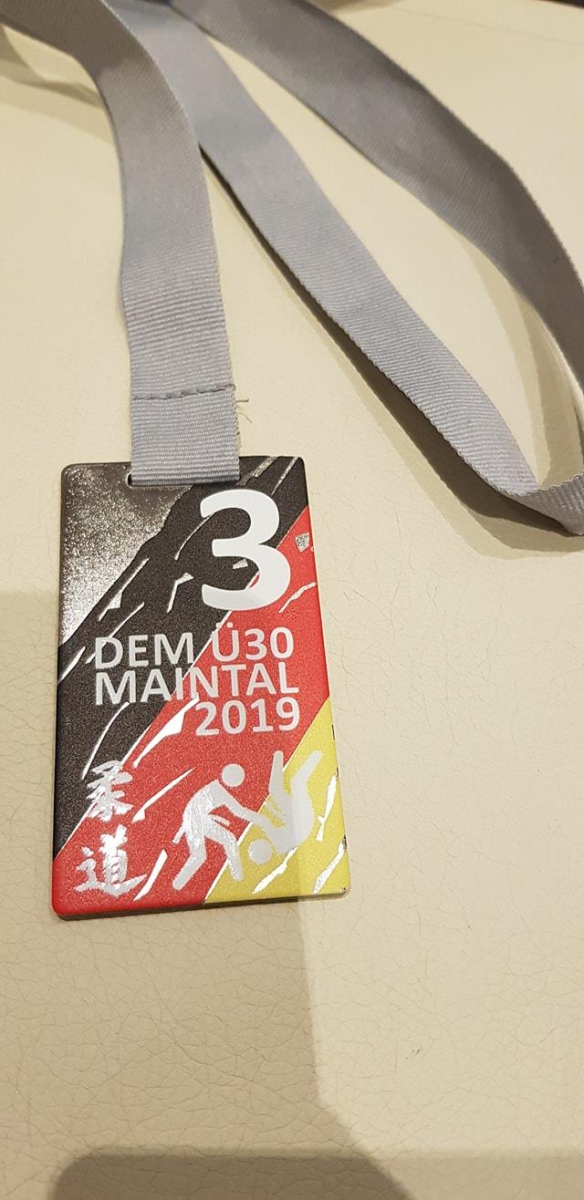 3
DEM Ü30
MAINTAL
2019
柔
道